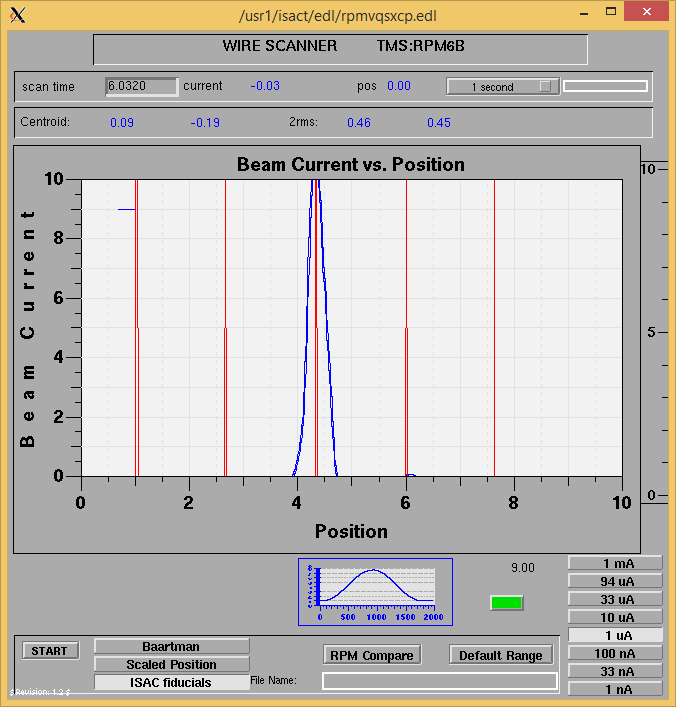 /usr1/isact/edl/rpmvqsxcp.edl
WIRE SCANNER TMS:RPM6B
scan time 6.0320 current -0.03 pos 0.00 1 second
Centroid: 0.09 -0.19 2rms: 0.46 0.45
Beam Current vs. Position
Beam Current
10
8
6
4
2
0
10
5
0
0 2 4 6 8 10
Position
8
0 500 1000 1500 2000
9.00
1 mA
94 uA
33 uA
10 uA
1 uA
100 nA
33 nA
1 nA
START
Baartman
Scaled Position
ISAC fiducials
RPM Compare
Default Range
File Name:
$Revision: 1.2 $